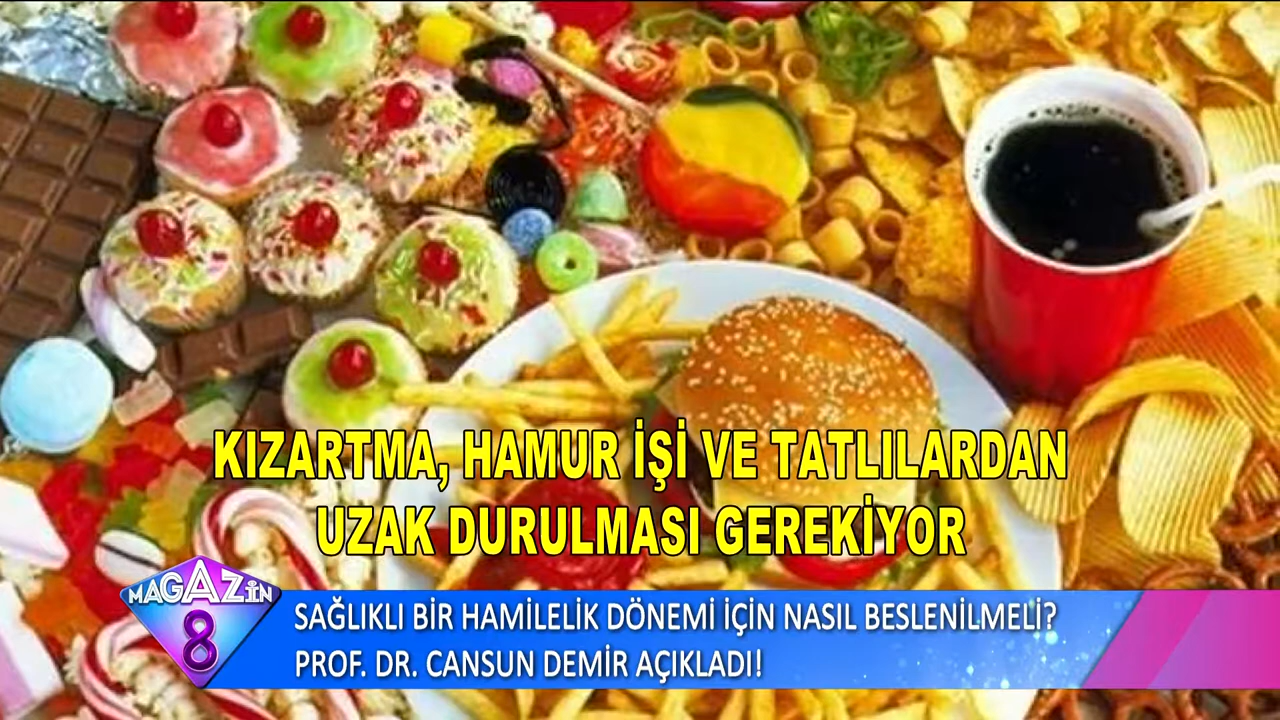 KIZARTMA, HAMUR İŞİ VE TATLILARDAN
UZAK DURULMASI GEREKİYOR
MAGAZİN
8
SAĞLIKLI BİR HAMİLELİK DÖNEMİ İÇİN NASIL BESLENİLMELİ?
PROF. DR. CANSUN DEMİR AÇIKLADI!